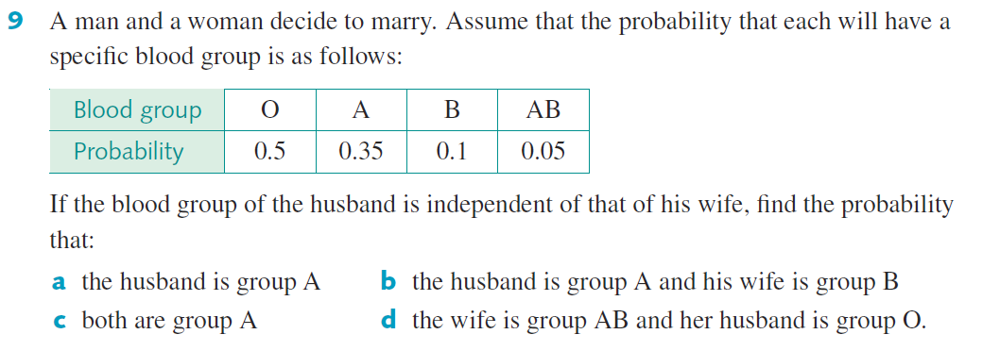 9 A man and a woman decide to marry. Assume that the probability that each will have a
specific blood group is as follows:
Blood group O A B AB
Probability 0.5 0.35 0.1 0.05
If the blood group of the husband is independent of that of his wife, find the probability
that:
a the husband is group A b the husband is group A and his wife is group B
c both are group A d the wife is group AB and her husband is group O.